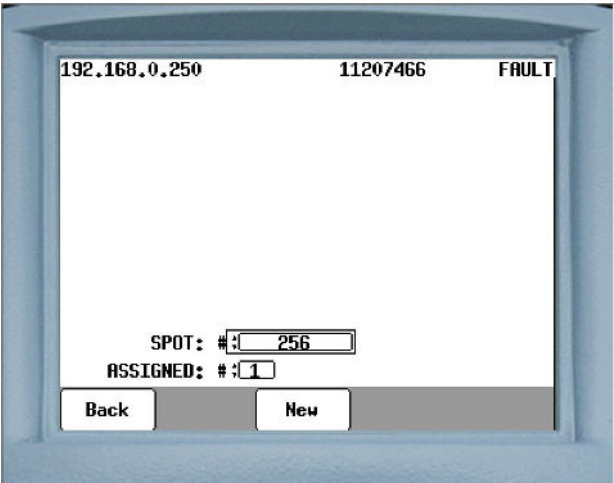 192.168.0.250 11207466 FAULT
SPOT: # 256
ASSIGNED: # 1
Back New